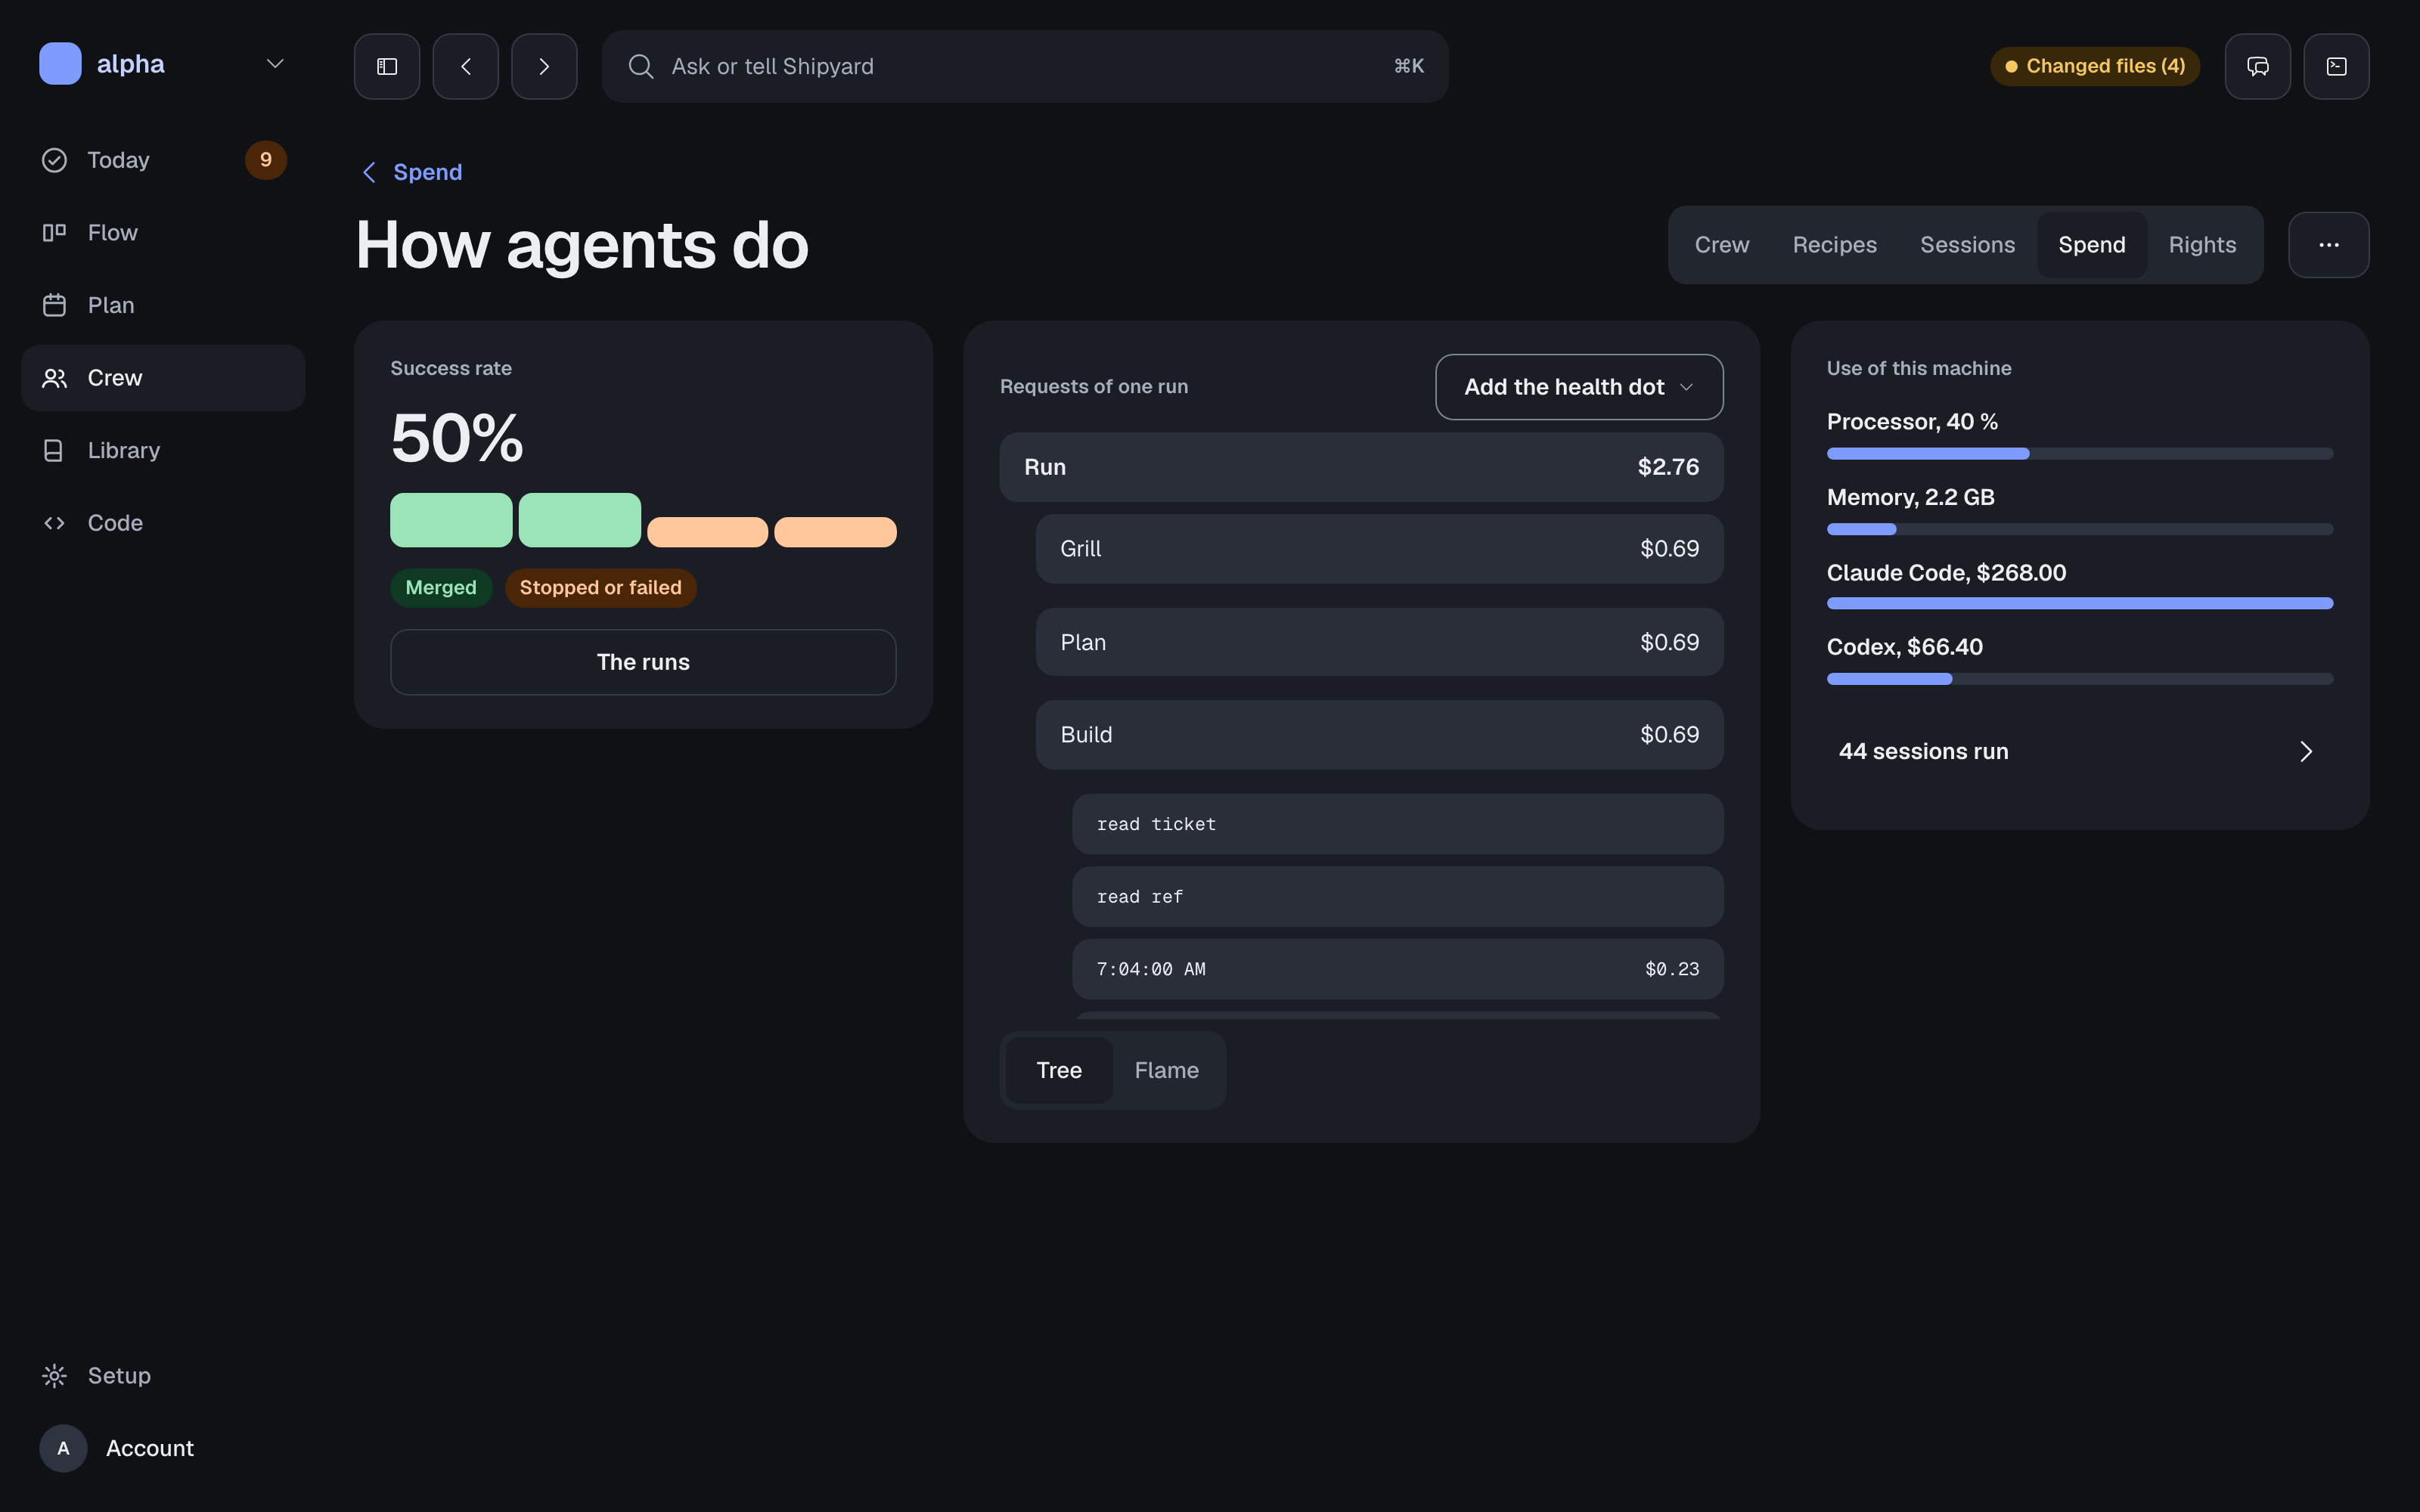 alpha
Ask or tell Shipyard
⌘K
Changed files (4)
Today
9
Flow
Plan
Crew
Library
Code
Setup
A
Account
Spend
How agents do
Crew
Recipes
Sessions
Spend
Rights
Success rate
50%
Merged
Stopped or failed
The runs
Requests of one run
Add the health dot
Run
$2.76
Grill
$0.69
Plan
$0.69
Build
$0.69
read ticket
read ref
7:04:00 AM
$0.23
Tree
Flame
Use of this machine
Processor, 40 %
Memory, 2.2 GB
Claude Code, $268.00
Codex, $66.40
44 sessions run